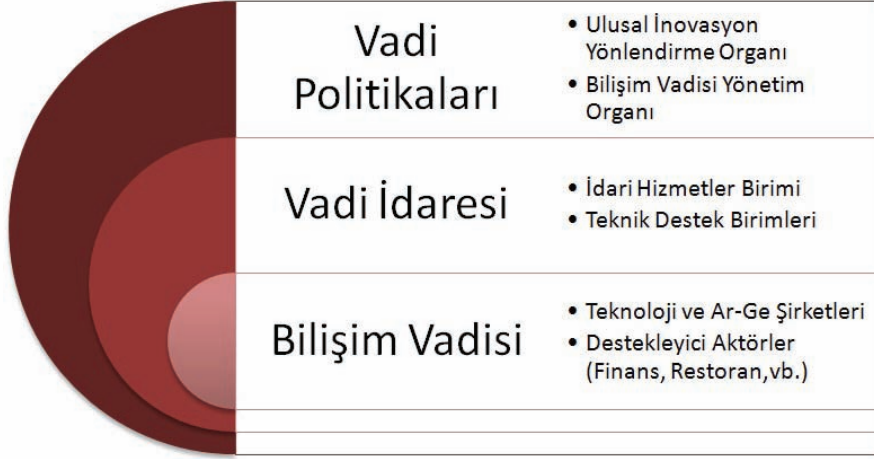 Vadi
Politikaları
• Ulusal İnovasyon
Yönlendirme Organı
• Bilişim Vadisi Yönetim
Organı
Vadi İdaresi
• İdari Hizmetler Birimi
• Teknik Destek Birimleri
Bilişim Vadisi
• Teknoloji ve Ar-Ge Şirketleri
• Destekleyici Aktörler
(Finans, Restoran,vb.)